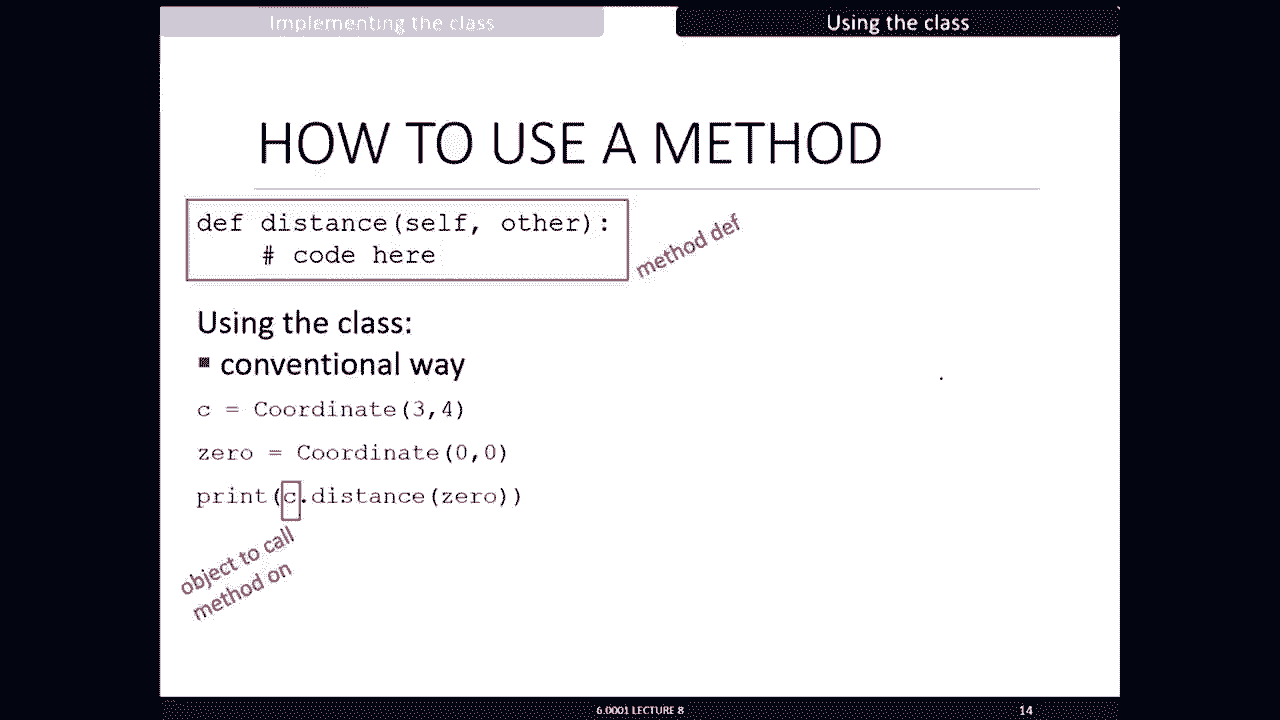 Implementing the class
Using the class
HOW TO USE A METHOD
def distance(self, other):
# code here
method def
Using the class:
▪ conventional way
c = Coordinate(3,4)
zero = Coordinate(0,0)
print(c.distance(zero))
object to call
method on
6.0001 LECTURE 8
14